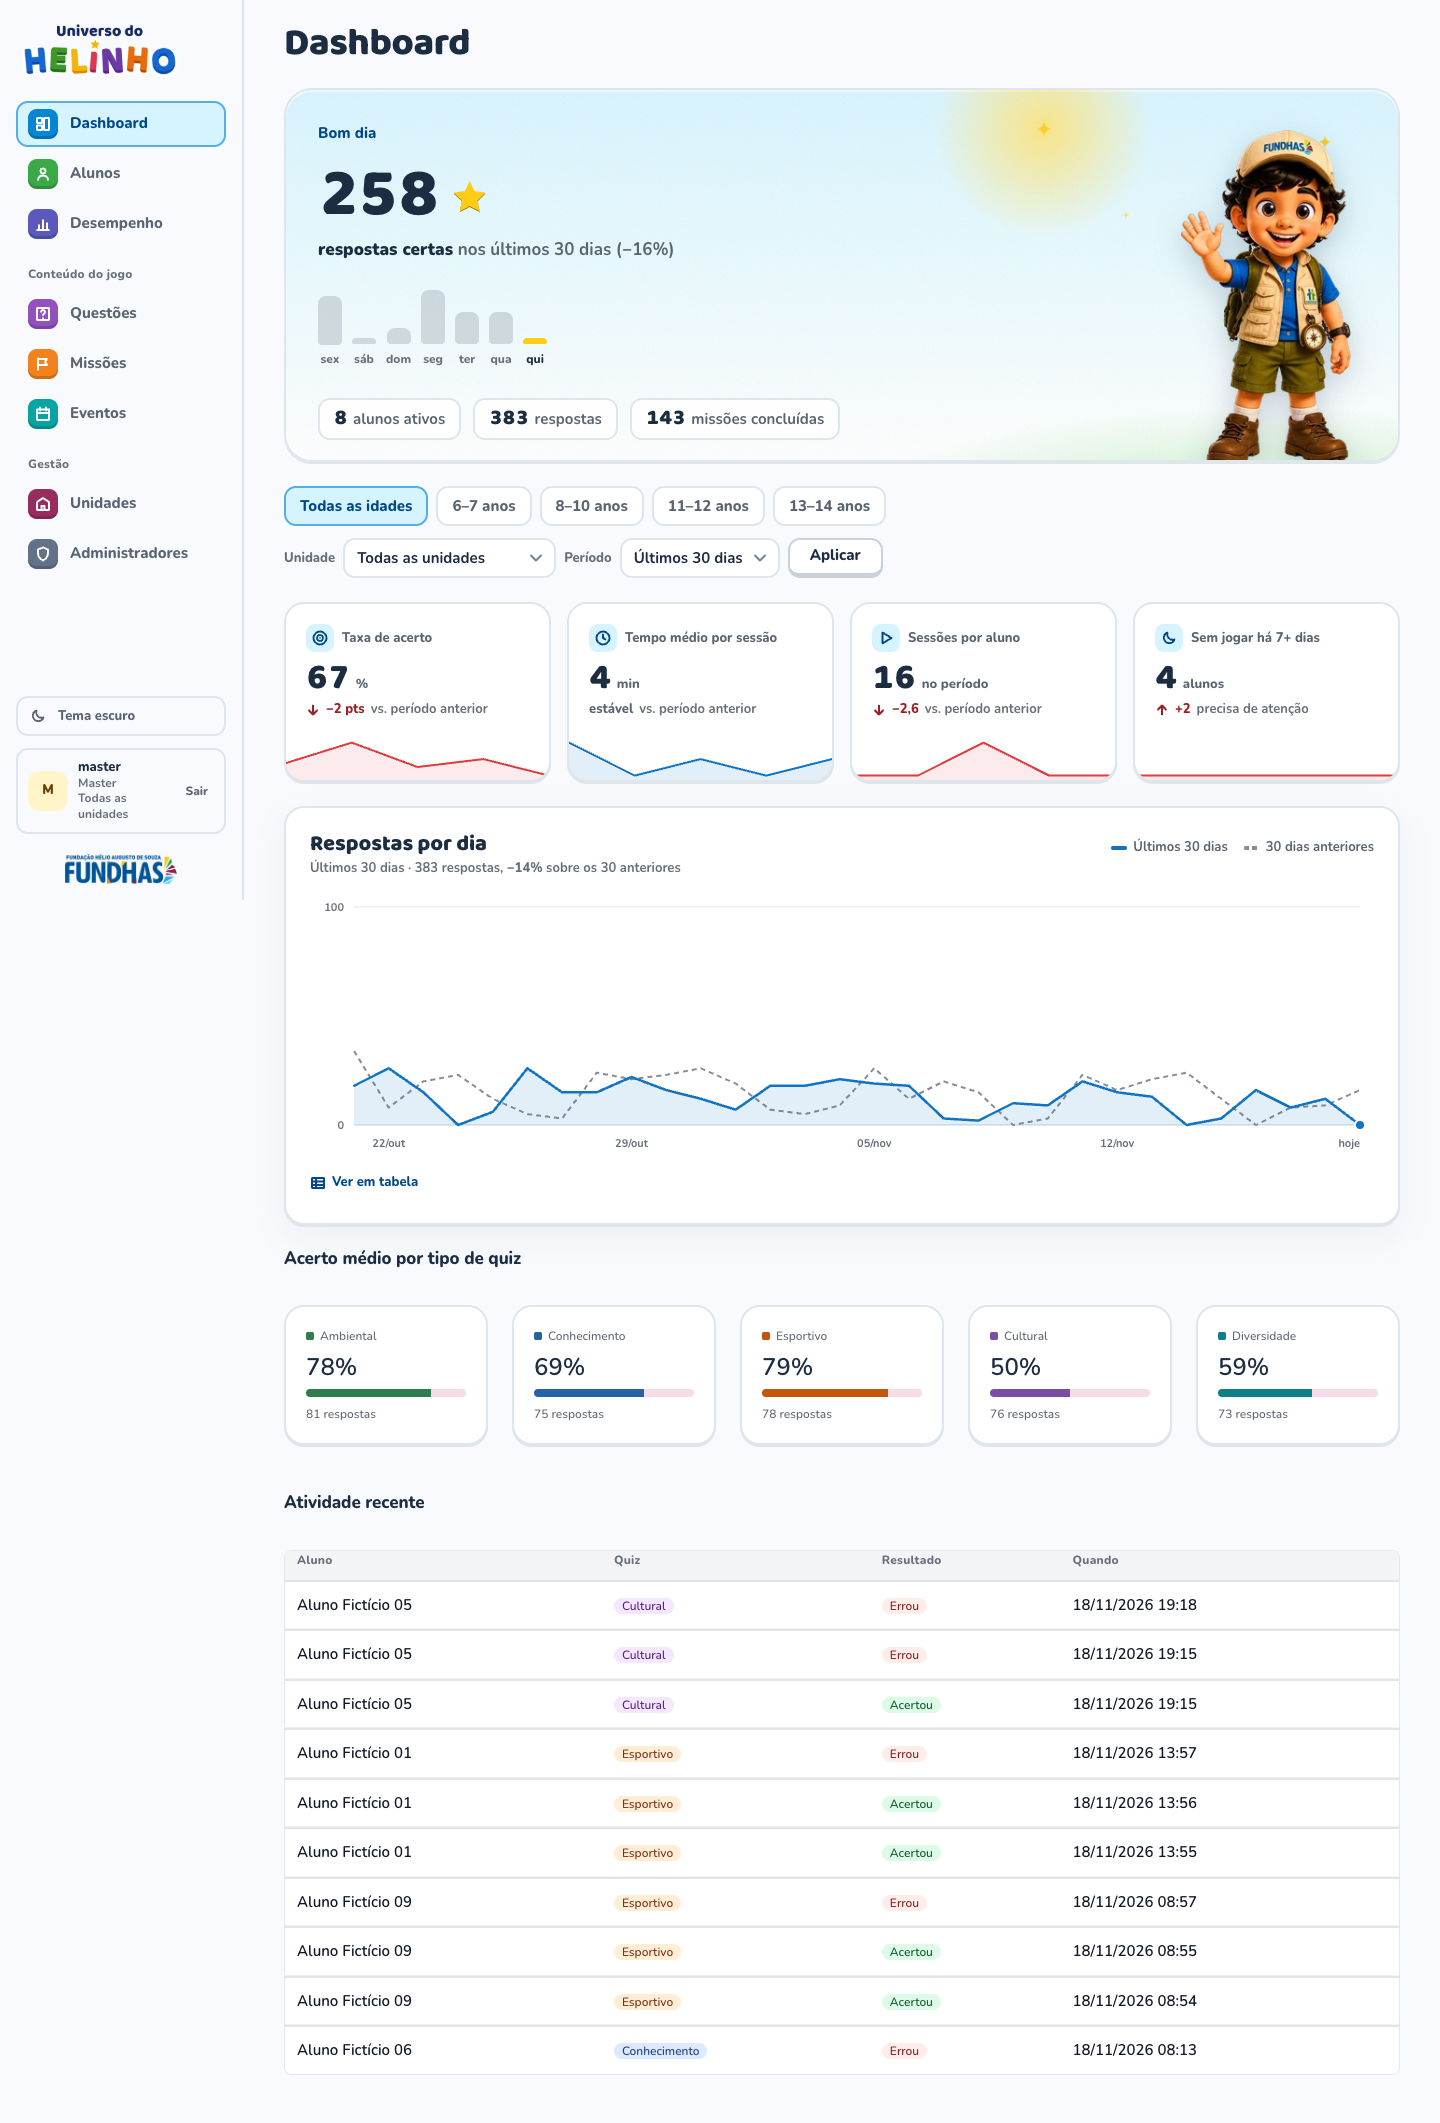 Universo do
HELINHO
Dashboard
Alunos
Desempenho
Conteúdo do jogo
Questões
Missões
Eventos
Gestão
Unidades
Administradores
Tema escuro
M
master
Master
Todas as
unidades
Sair
FUNDAÇÃO HÉLIO AUGUSTO DE SOUZA
FUNDHAS
Dashboard
Bom dia
258
respostas certas nos últimos 30 dias (−16%)
sex sáb dom seg ter qua qui
8 alunos ativos 383 respostas 143 missões concluídas
FUNDHAS
Todas as idades 6–7 anos 8–10 anos 11–12 anos 13–14 anos
Unidade Todas as unidades Período Últimos 30 dias Aplicar
Taxa de acerto
67 %
−2 pts vs. período anterior
Tempo médio por sessão
4 min
estável vs. período anterior
Sessões por aluno
16 no período
−2,6 vs. período anterior
Sem jogar há 7+ dias
4 alunos
+2 precisa de atenção
Respostas por dia
Últimos 30 dias · 383 respostas, −14% sobre os 30 anteriores
Últimos 30 dias 30 dias anteriores
100
0
22/out 29/out 05/nov 12/nov hoje
Ver em tabela
Acerto médio por tipo de quiz
Ambiental
78%
81 respostas
Conhecimento
69%
75 respostas
Esportivo
79%
78 respostas
Cultural
50%
76 respostas
Diversidade
59%
73 respostas
Atividade recente
Aluno Quiz Resultado Quando
Aluno Fictício 05 Cultural Errou 18/11/2026 19:18
Aluno Fictício 05 Cultural Errou 18/11/2026 19:15
Aluno Fictício 05 Cultural Acertou 18/11/2026 19:15
Aluno Fictício 01 Esportivo Errou 18/11/2026 13:57
Aluno Fictício 01 Esportivo Acertou 18/11/2026 13:56
Aluno Fictício 01 Esportivo Acertou 18/11/2026 13:55
Aluno Fictício 09 Esportivo Errou 18/11/2026 08:57
Aluno Fictício 09 Esportivo Acertou 18/11/2026 08:55
Aluno Fictício 09 Esportivo Acertou 18/11/2026 08:54
Aluno Fictício 06 Conhecimento Errou 18/11/2026 08:13